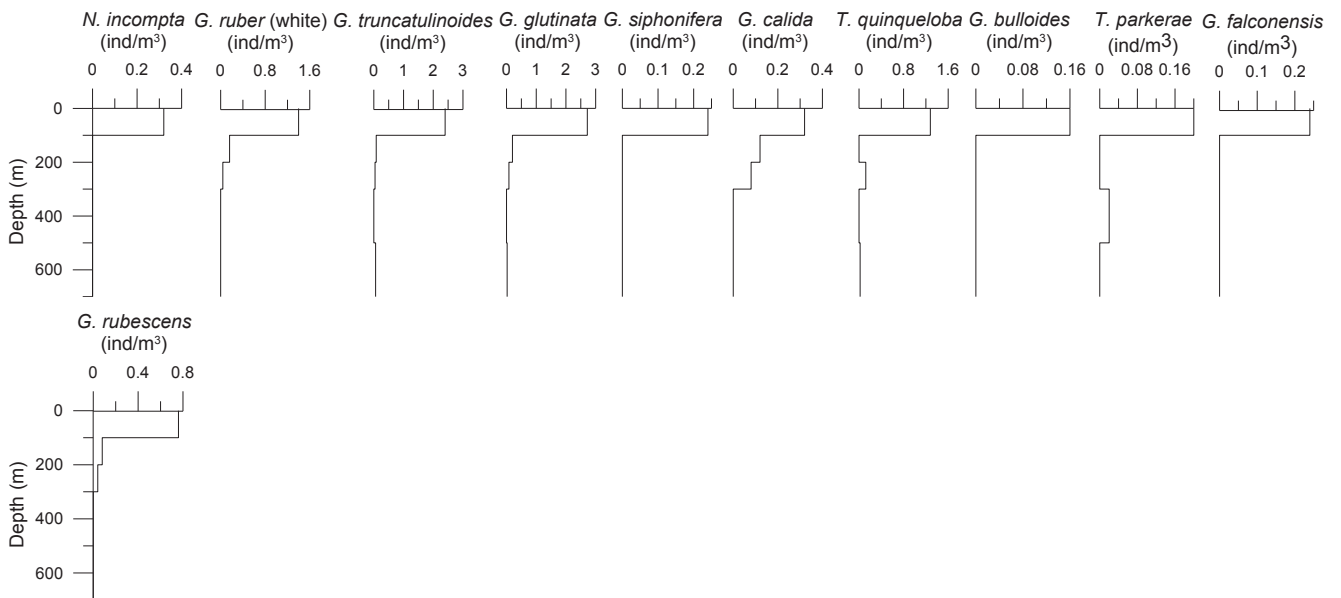 N. incompta G. ruber (white) G. truncatulinoides G. glutinata G. siphonifera G. calida T. quinqueloba G. bulloides T. parkerae G. falconensis
(ind/m³) (ind/m³) (ind/m³) (ind/m³) (ind/m³) (ind/m³) (ind/m³) (ind/m³) (ind/m³) (ind/m³)
0 0.4 0 0.8 1.6 0 1 2 3 0 1 2 3 0 0.1 0.2 0 0.2 0.4 0 0.8 1.6 0 0.08 0.16 0 0.08 0.16 0 0.1 0.2
0
200
400
600
Depth (m)
G. rubescens
(ind/m³)
0 0.4 0.8
0
200
400
600
Depth (m)